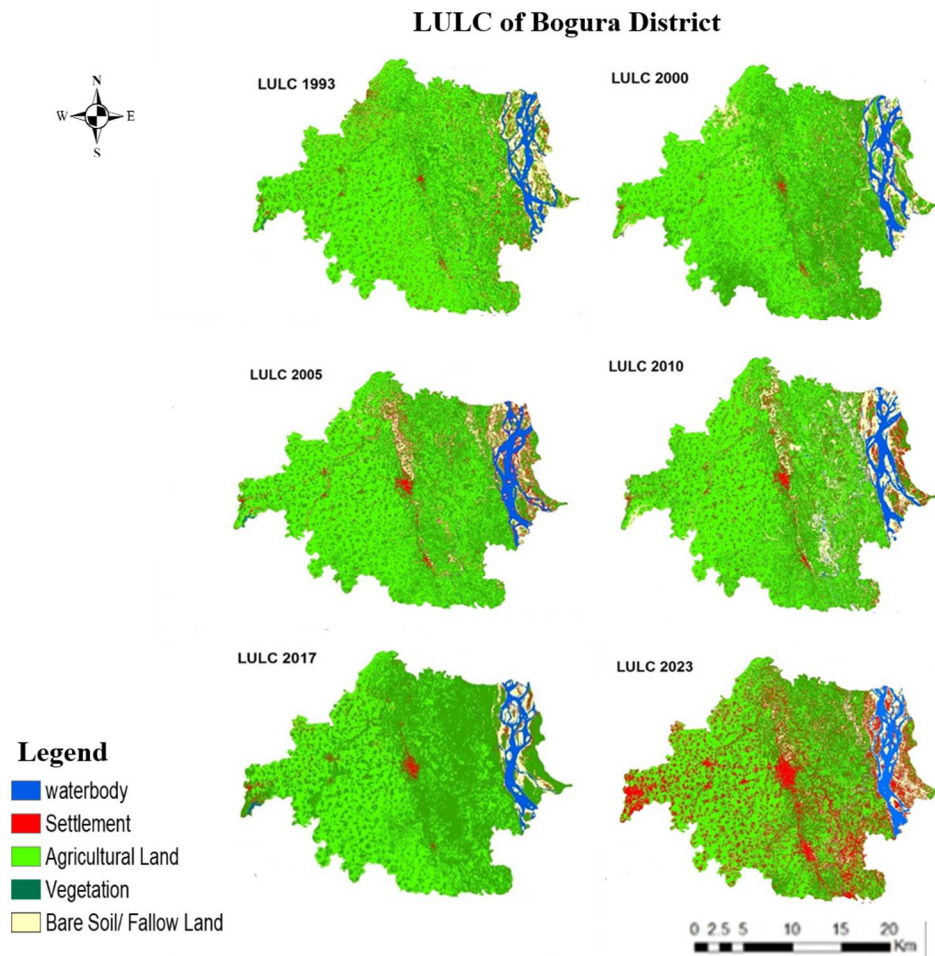 LULC of Bogura District
N
W E
S
LULC 1993
LULC 2000
LULC 2005
LULC 2010
LULC 2017
LULC 2023
Legend
waterbody
Settlement
Agricultural Land
Vegetation
Bare Soil/ Fallow Land
0 2.5 5 10 15 20
Km